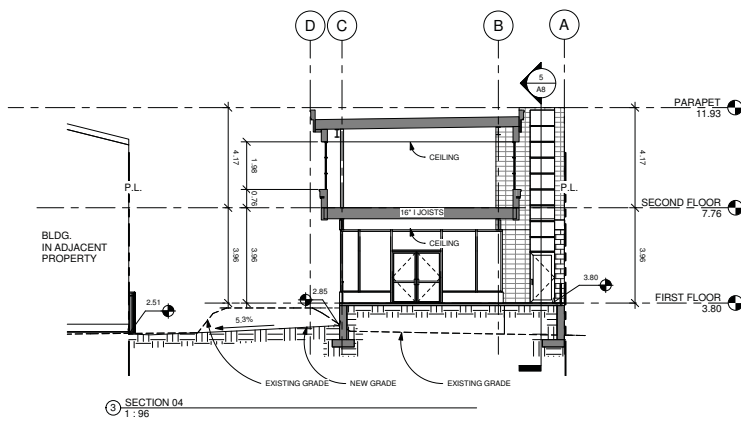 D
C
B
A
5
A8
PARAPET
11.93
4.17
1.98
CEILING
4.17
P.L.
P.L.
0.76
16" I JOISTS
SECOND FLOOR
7.76
BLDG.
IN ADJACENT
PROPERTY
3.96
3.96
CEILING
3.96
3.80
2.85
2.51
FIRST FLOOR
3.80
5,3%
EXISTING GRADE
NEW GRADE
EXISTING GRADE
3
SECTION 04
1 : 96